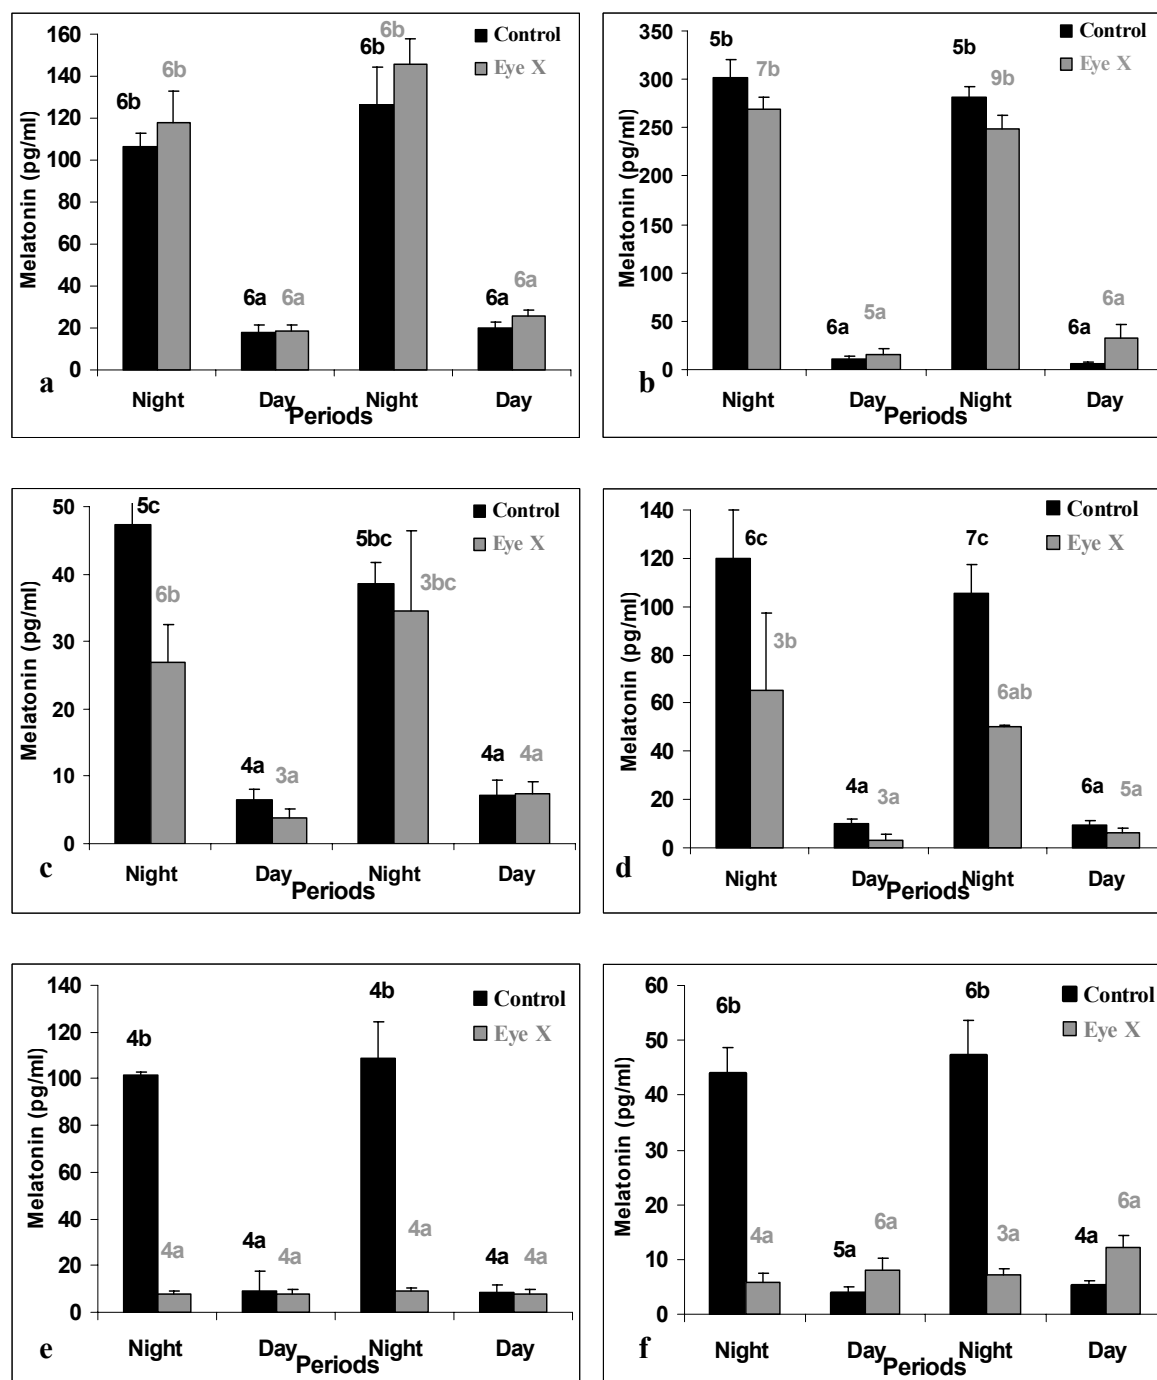 160
140
120
100
80
60
40
20
0
Melatonin (pg/ml)
Control
Eye X
6b
6b
6a
6a
6b
6b
6a
6a
Night
Day
Night
Day
Periods
a
350
300
250
200
150
100
50
0
Melatonin (pg/ml)
Control
Eye X
5b
7b
6a
5a
5b
9b
6a
6a
Night
Day
Night
Day
Periods
b
50
40
30
20
10
0
Melatonin (pg/ml)
Control
Eye X
5c
6b
4a
3a
5bc
3bc
4a
4a
Night
Day
Night
Day
Periods
c
140
120
100
80
60
40
20
0
Melatonin (pg/ml)
Control
Eye X
6c
3b
4a
3a
7c
6ab
6a
5a
Night
Day
Night
Day
Periods
d
140
120
100
80
60
40
20
0
Melatonin (pg/ml)
Control
Eye X
4b
4a
4a
4a
4b
4a
4a
4a
Night
Day
Night
Day
Periods
e
60
50
40
30
20
10
0
Melatonin (pg/ml)
Control
Eye X
6b
4a
5a
6a
6b
3a
4a
6a
Night
Day
Night
Day
Periods
f